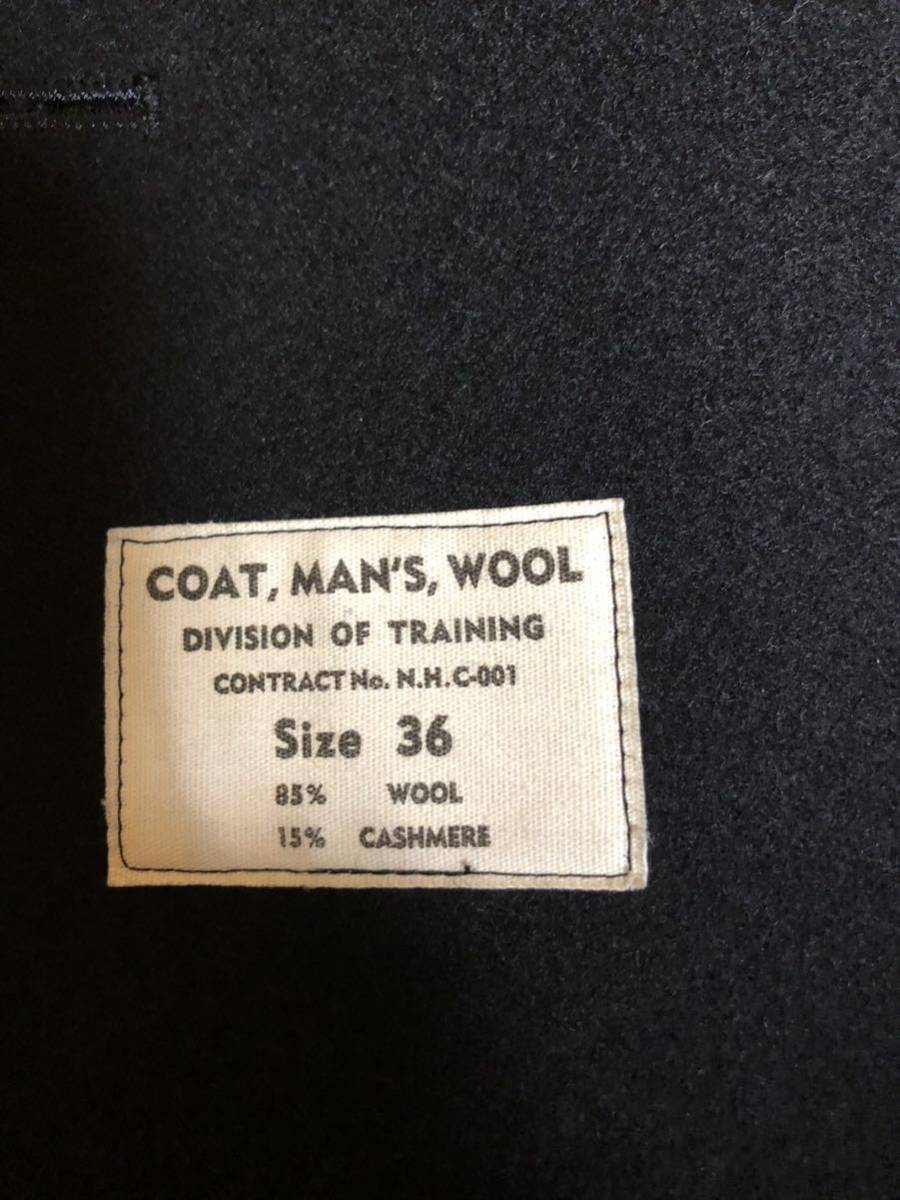 COAT, MAN'S, WOOL
DIVISION OF TRAINING
CONTRACT No. N.H.C-001
Size 36
85% WOOL
15% CASHMERE